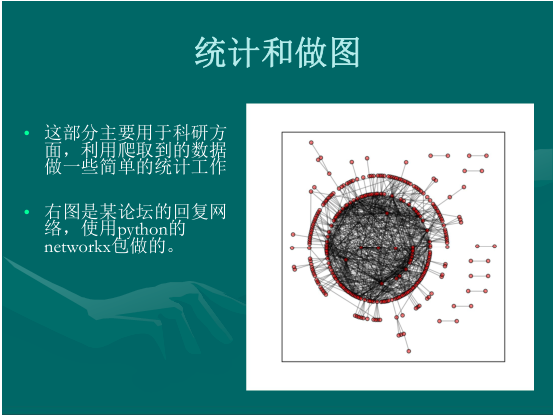 统计和做图
• 这部分主要用于科研方
面，利用爬取到的数据
做一些简单的统计工作
• 右图是某论坛的回复网
络，使用python的
networkx包做的。